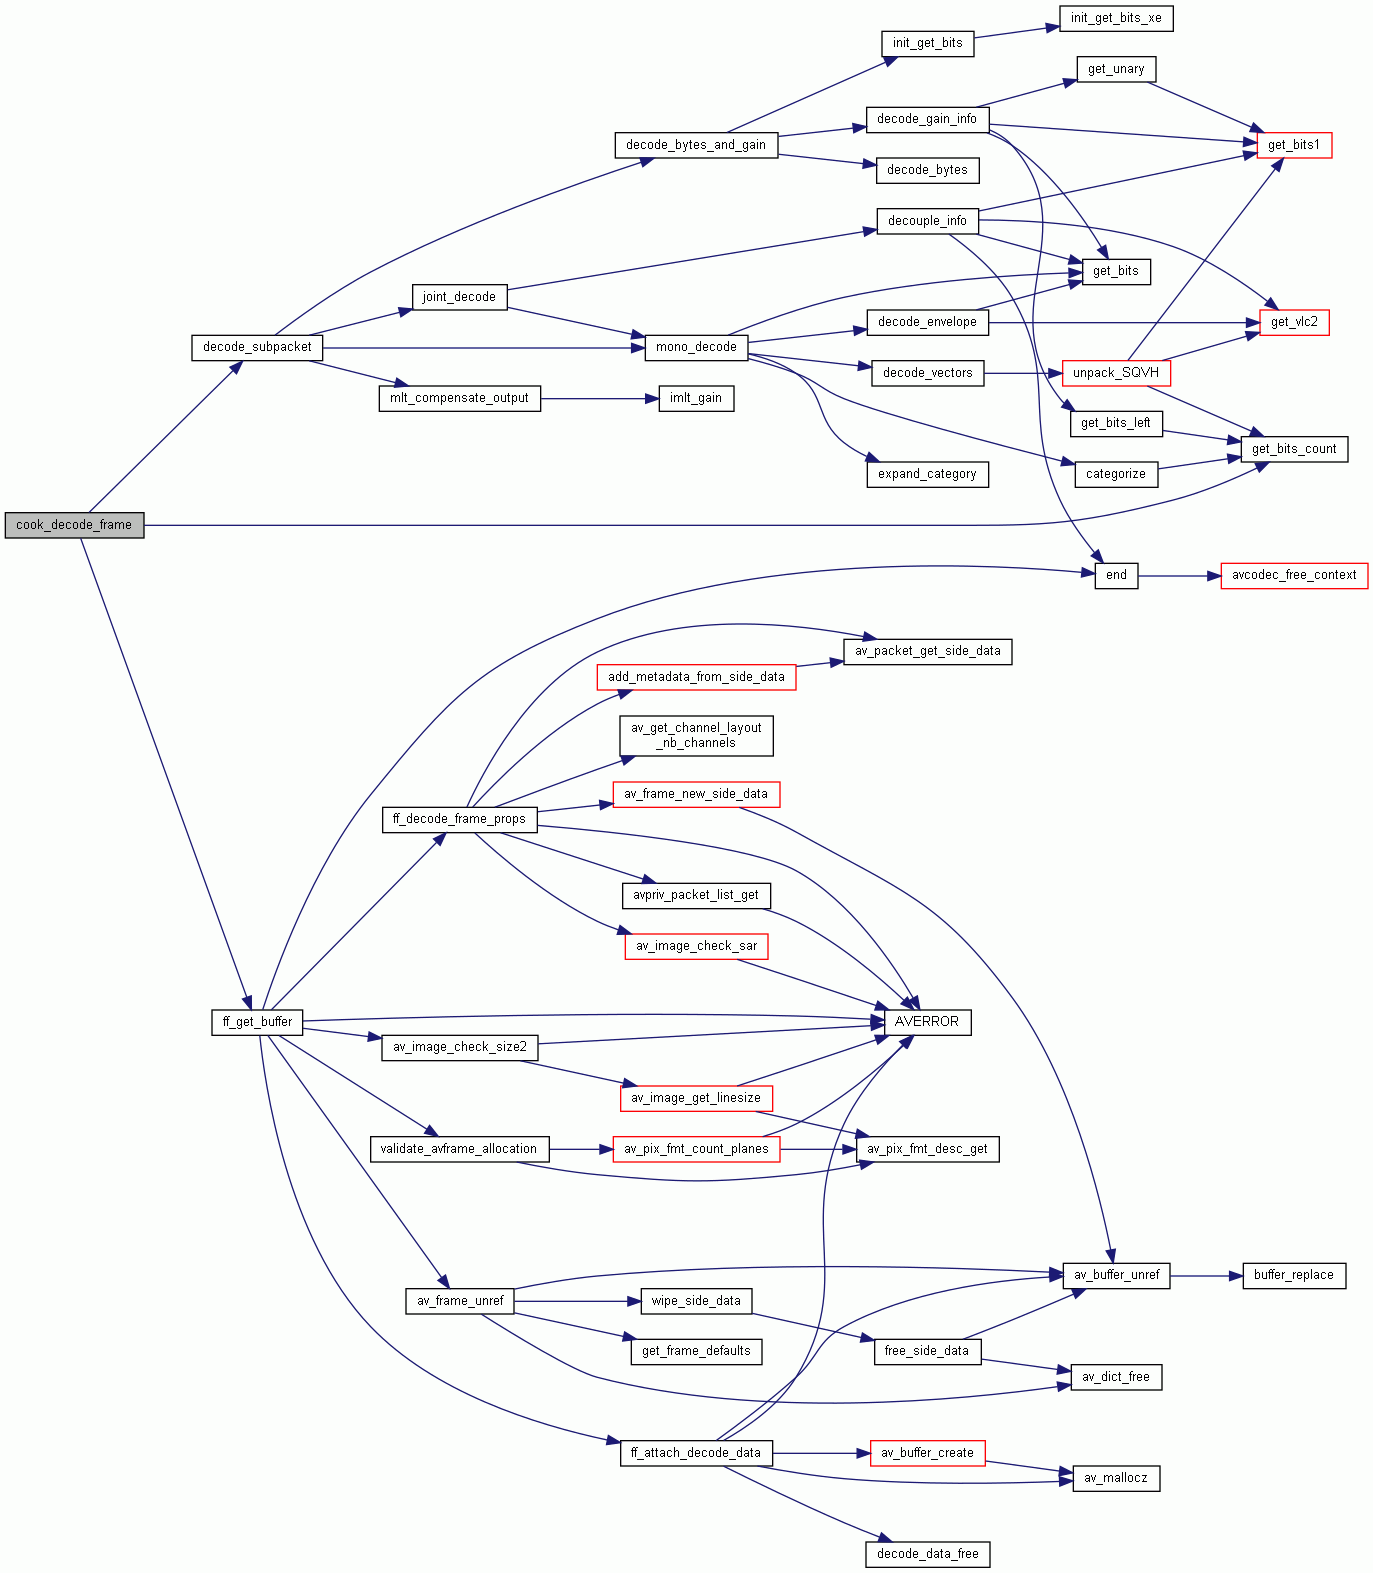 init_get_bits_xe
init_get_bits
get_unary
decode_gain_info
decode_bytes_and_gain
get_bits1
decode_bytes
decouple_info
get_bits
joint_decode
decode_envelope
get_vlc2
decode_subpacket
mono_decode
decode_vectors
unpack_SQVH
mlt_compensate_output
imlt_gain
get_bits_left
get_bits_count
expand_category
categorize
cook_decode_frame
end
avcodec_free_context
av_packet_get_side_data
add_metadata_from_side_data
av_get_channel_layout
_nb_channels
av_frame_new_side_data
ff_decode_frame_props
avpriv_packet_list_get
av_image_check_sar
ff_get_buffer
AVERROR
av_image_check_size2
av_image_get_linesize
validate_avframe_allocation
av_pix_fmt_count_planes
av_pix_fmt_desc_get
av_buffer_unref
buffer_replace
av_frame_unref
wipe_side_data
get_frame_defaults
free_side_data
av_dict_free
ff_attach_decode_data
av_buffer_create
av_mallocz
decode_data_free